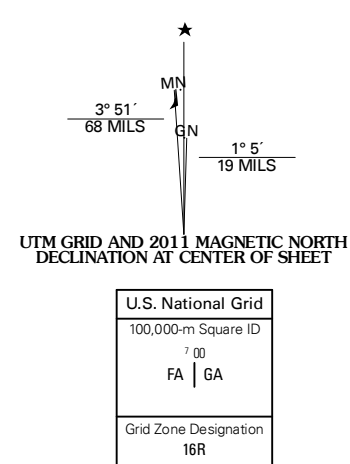 ★
MN
3° 51´
68 MILS
GN
1° 5´
19 MILS
UTM GRID AND 2011 MAGNETIC NORTH
DECLINATION AT CENTER OF SHEET
U.S. National Grid
100,000-m Square ID
7 00
FA GA
Grid Zone Designation
16R